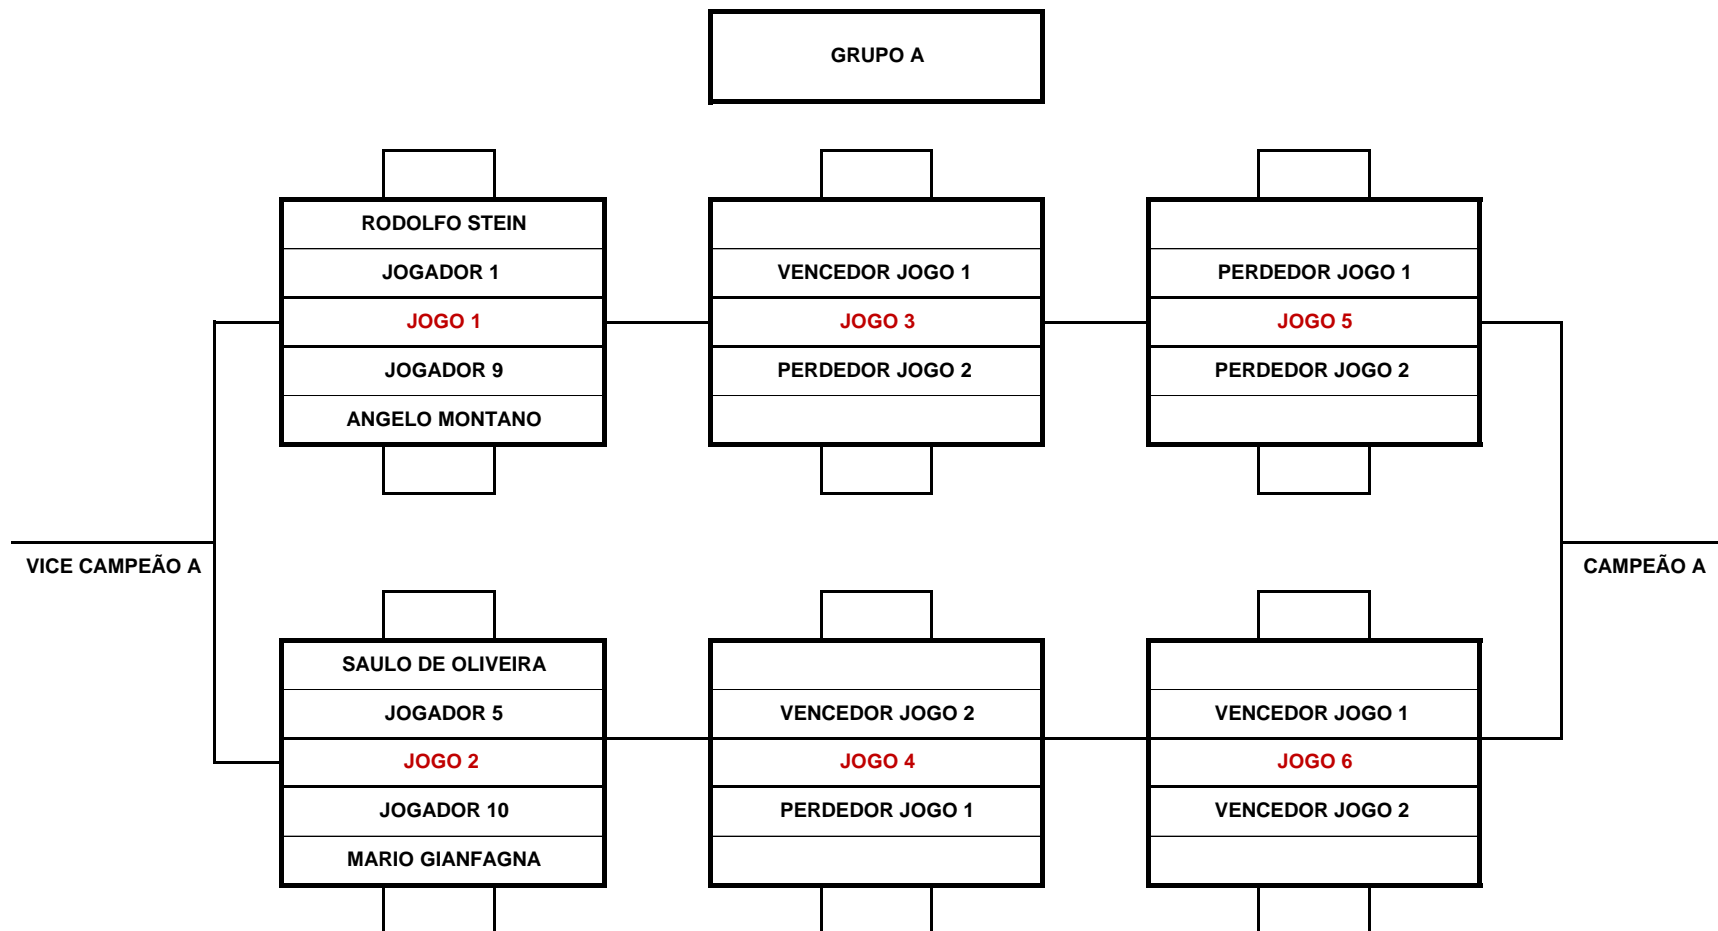 GRUPO A
RODOLFO STEIN
JOGADOR 1
JOGO 1
JOGADOR 9
ANGELO MONTANO
VENCEDOR JOGO 1
JOGO 3
PERDEDOR JOGO 2
PERDEDOR JOGO 1
JOGO 5
PERDEDOR JOGO 2
VICE CAMPEÃO A
CAMPEÃO A
SAULO DE OLIVEIRA
JOGADOR 5
JOGO 2
JOGADOR 10
MARIO GIANFAGNA
VENCEDOR JOGO 2
JOGO 4
PERDEDOR JOGO 1
VENCEDOR JOGO 1
JOGO 6
VENCEDOR JOGO 2